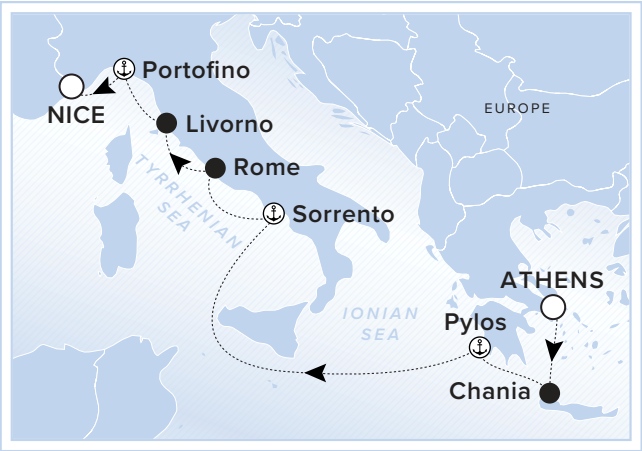 Portofino
NICE
EUROPE
Livorno
Rome
TYRRHENIAN
SEA
Sorrento
ATHENS
IONIAN
SEA
Pylos
Chania